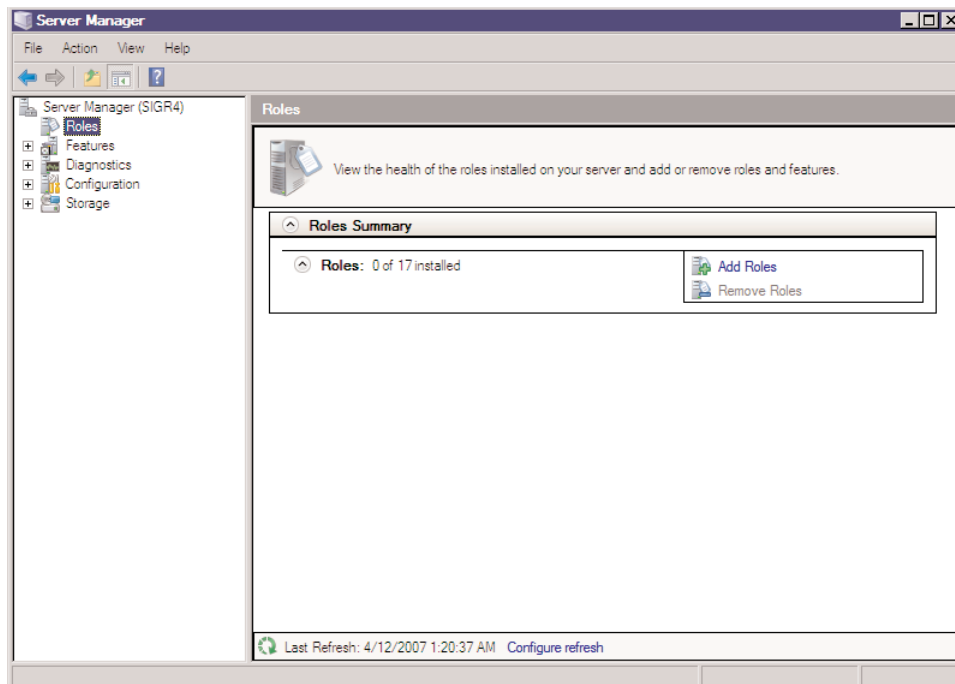 Server Manager
File Action View Help
Server Manager (SIGR4)
Roles
Features
Diagnostics
Configuration
Storage
Roles
View the health of the roles installed on your server and add or remove roles and features.
Roles Summary
Roles: 0 of 17 installed
Add Roles
Remove Roles
Last Refresh: 4/12/2007 1:20:37 AM Configure refresh